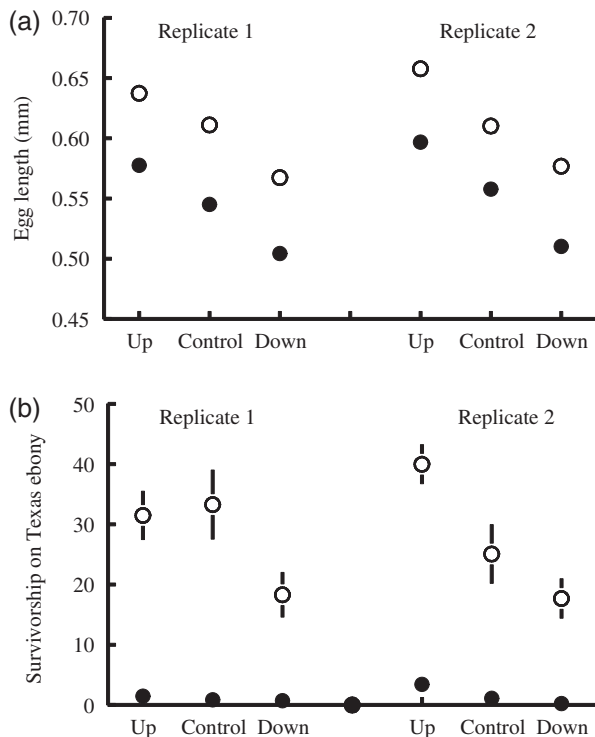 (a)
0.70
Replicate 1
Replicate 2
0.65
0.60
0.55
0.50
0.45
Egg length (mm)
Up Control Down Up Control Down
(b)
50
Replicate 1
Replicate 2
40
30
20
10
0
Survivorship on Texas ebony
Up Control Down Up Control Down